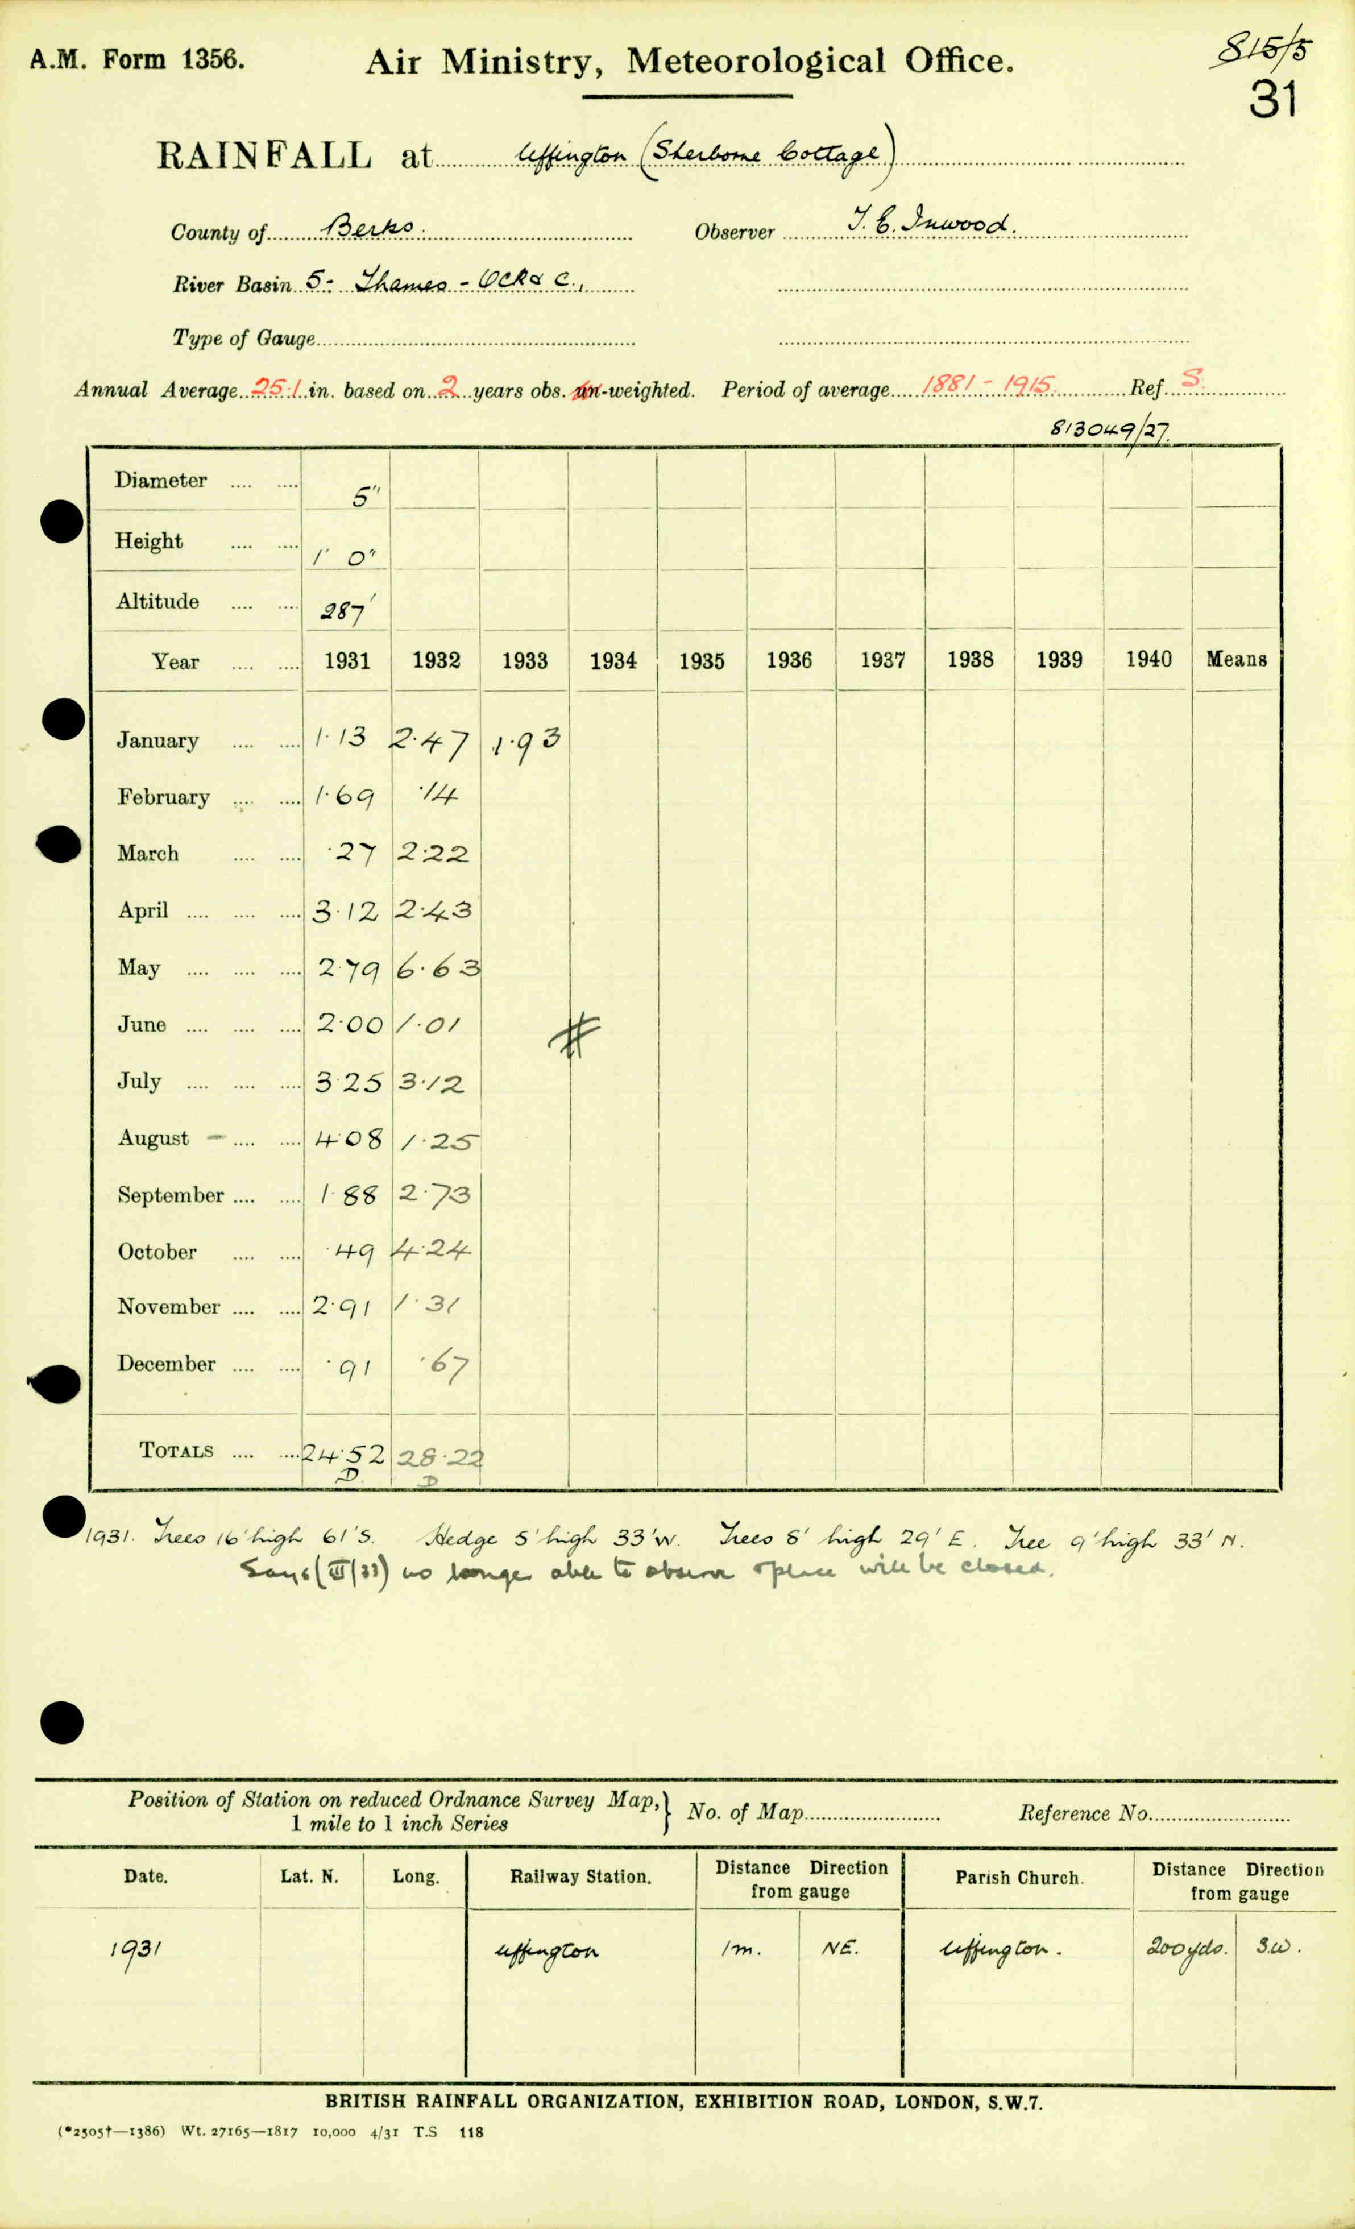 A.M. Form 1356. Air Ministry, Meteorological Office. 815/5
31
RAINFALL at Uffington (Sherborne Cottage)
County of Berks. Observer T. E. Inwood.
River Basin 5- Thames - Ock & C.,
Type of Gauge
Annual Average 25.1 in. based on 2 years obs. un-weighted. Period of average 1881 - 1915. Ref. S.
813049/27.
Diameter 5"
Height 1' 0"
Altitude 287'
Year 1931 1932 1933 1934 1935 1936 1937 1938 1939 1940 Means
January 1.13 2.47 1.93
February 1.69 .14
March .27 2.22
April 3.12 2.43
May 2.79 6.63
June 2.00 1.01 #
July 3.25 3.12
August 4.08 1.25
September 1.88 2.73
October .49 4.24
November 2.91 1.31
December .91 .67
TOTALS 24.52 28.22
D. D
1931. Trees 16' high 61' S. Hedge 5' high 33' W. Trees 8' high 29' E. Tree 9' high 33' N.
Says (III/33) no longer able to observe & place will be closed.
Position of Station on reduced Ordnance Survey Map,} No. of Map Reference No.
1 mile to 1 inch Series
Date. Lat. N. Long. Railway Station. Distance Direction from gauge Parish Church. Distance Direction from gauge
1931 Uffington 1m. NE. Uffington. 200 yds. S.W.
BRITISH RAINFALL ORGANIZATION, EXHIBITION ROAD, LONDON, S.W.7.
(*2505†—1386) Wt. 27165—1817 10,000 4/31 T.S 118